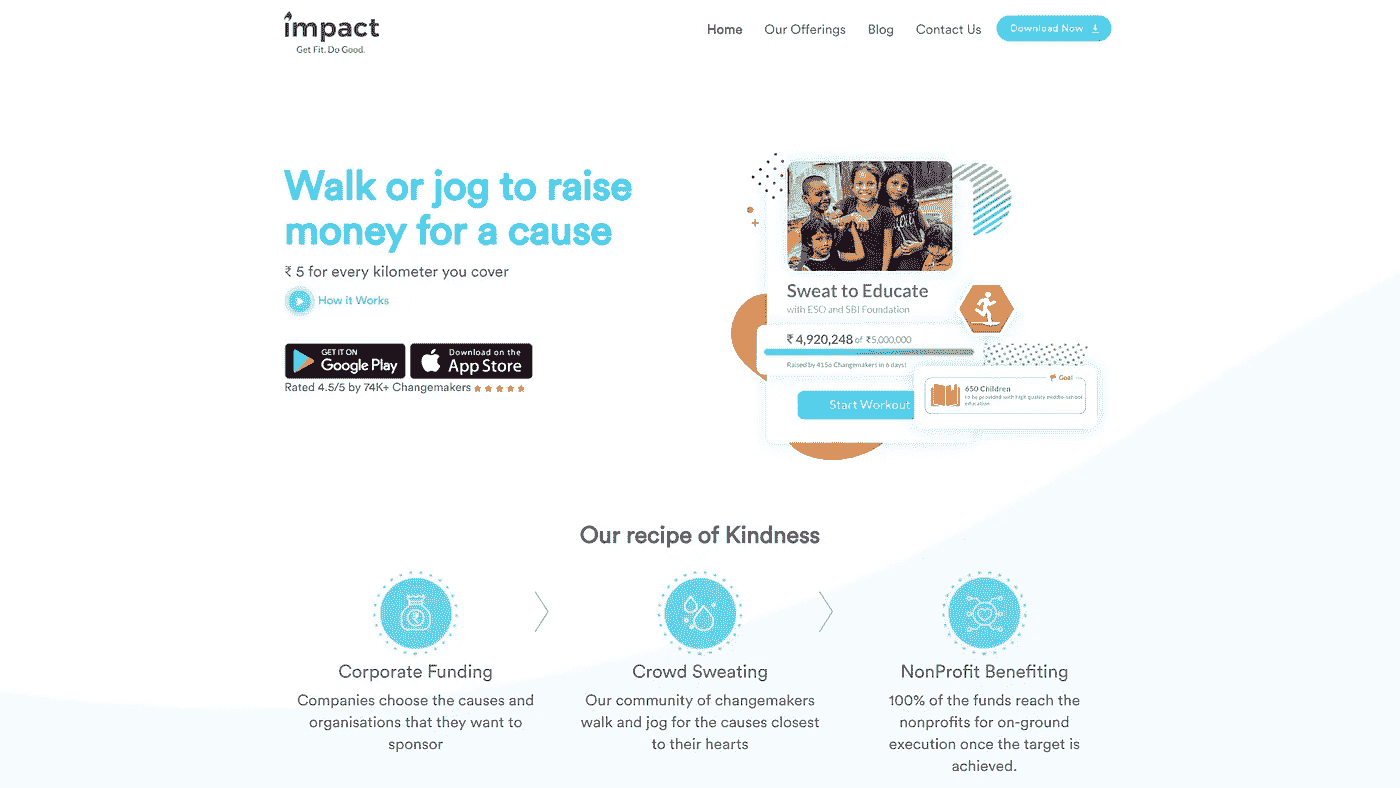 impact
Get Fit. Do Good.
Home
Our Offerings
Blog
Contact Us
Download Now
Walk or jog to raise
money for a cause
₹ 5 for every kilometer you cover
How it Works
GET IT ON
Google Play
Download on the
App Store
Rated 4.5/5 by 74K+ Changemakers
Sweat to Educate
with ESO and SBI Foundation
₹ 4,920,248 of ₹5,000,000
Raised by 4156 Changemakers in 6 days!
Start Workout
Goal
650 Children
to be provided with high quality middle-school
education
Our recipe of Kindness
Corporate Funding
Companies choose the causes and
organisations that they want to
sponsor
Crowd Sweating
Our community of changemakers
walk and jog for the causes closest
to their hearts
NonProfit Benefiting
100% of the funds reach the
nonprofits for on-ground
execution once the target is
achieved.